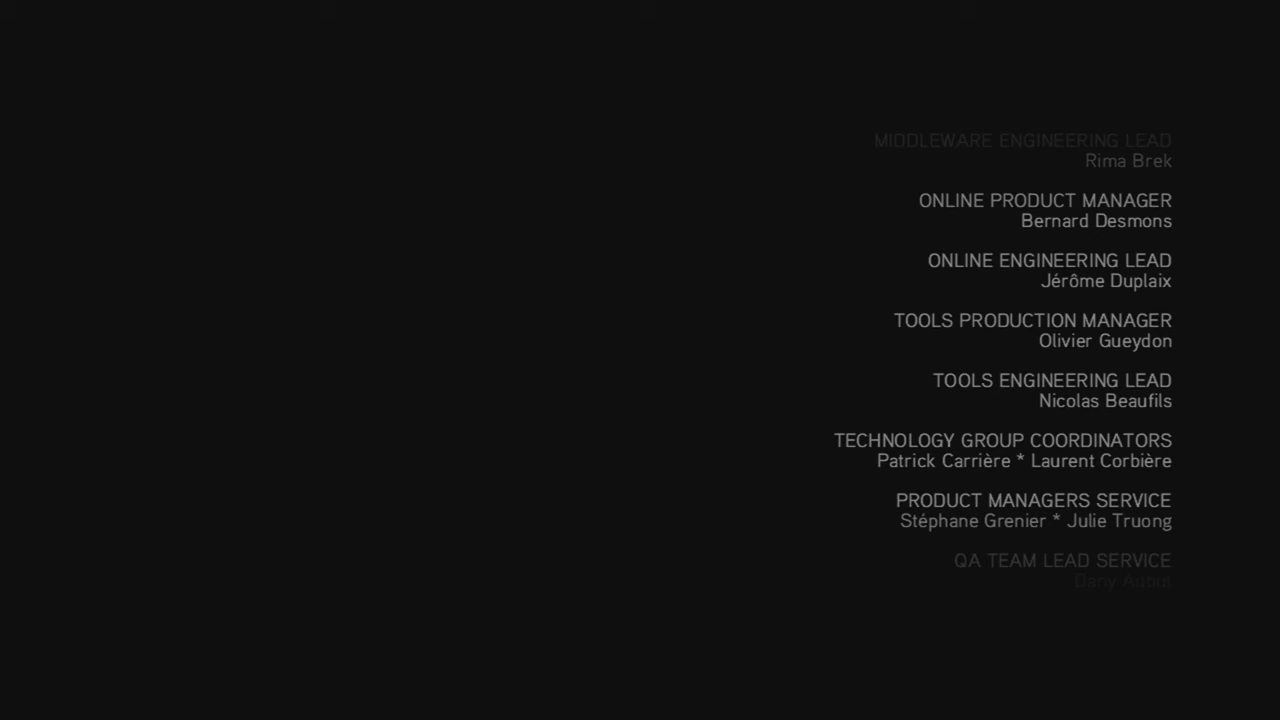 MIDDLEWARE ENGINEERING LEAD
Rima Brek
ONLINE PRODUCT MANAGER
Bernard Desmons
ONLINE ENGINEERING LEAD
Jérôme Duplaix
TOOLS PRODUCTION MANAGER
Olivier Gueydon
TOOLS ENGINEERING LEAD
Nicolas Beaufils
TECHNOLOGY GROUP COORDINATORS
Patrick Carrière * Laurent Corbière
PRODUCT MANAGERS SERVICE
Stéphane Grenier * Julie Truong
QA TEAM LEAD SERVICE
Dany